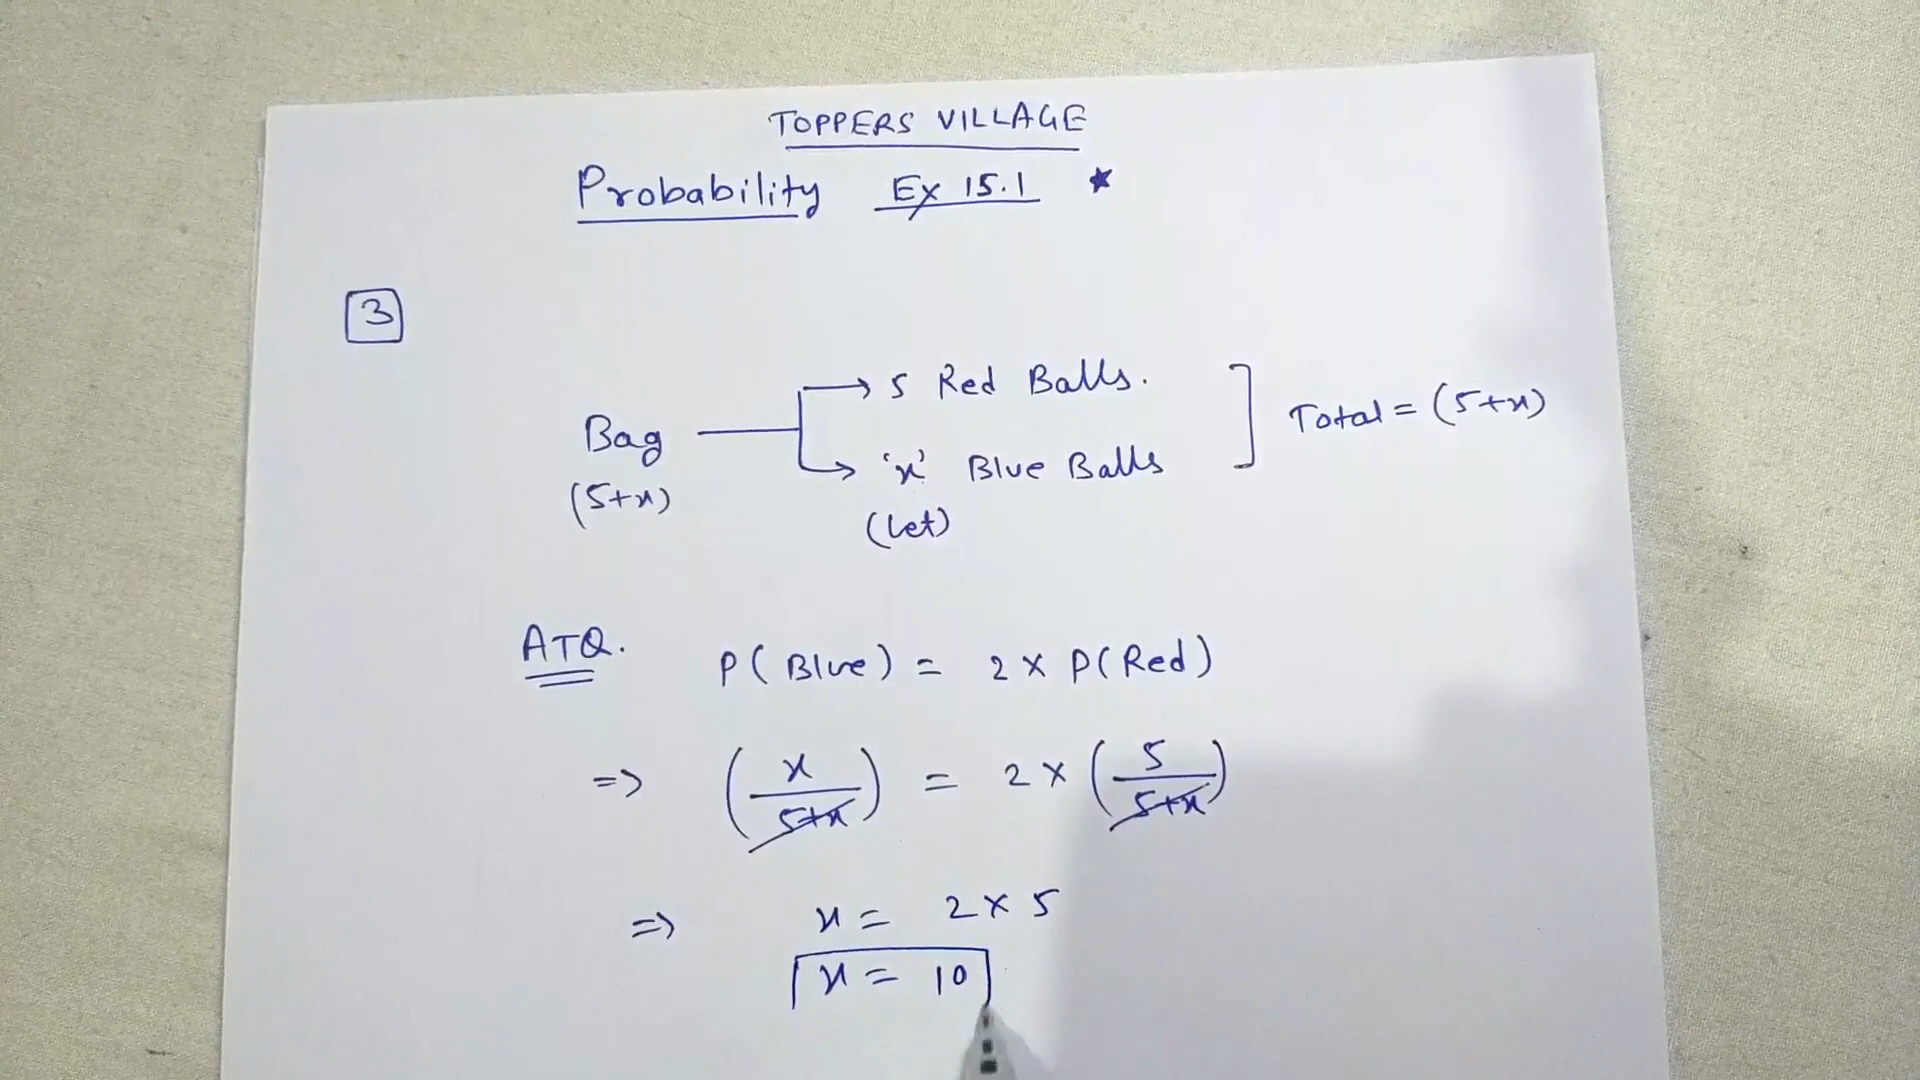 TOPPERS VILLAGE
Probability Ex 15.1 ★
3
→ 5 Red Balls.
Bag
(5+x)
→ 'x' Blue Balls
(let)
] Total = (5+x)
ATQ. P(Blue) = 2 × P(Red)
=> (x/5+x) = 2 × (5/5+x)
=> x = 2 × 5
x = 10